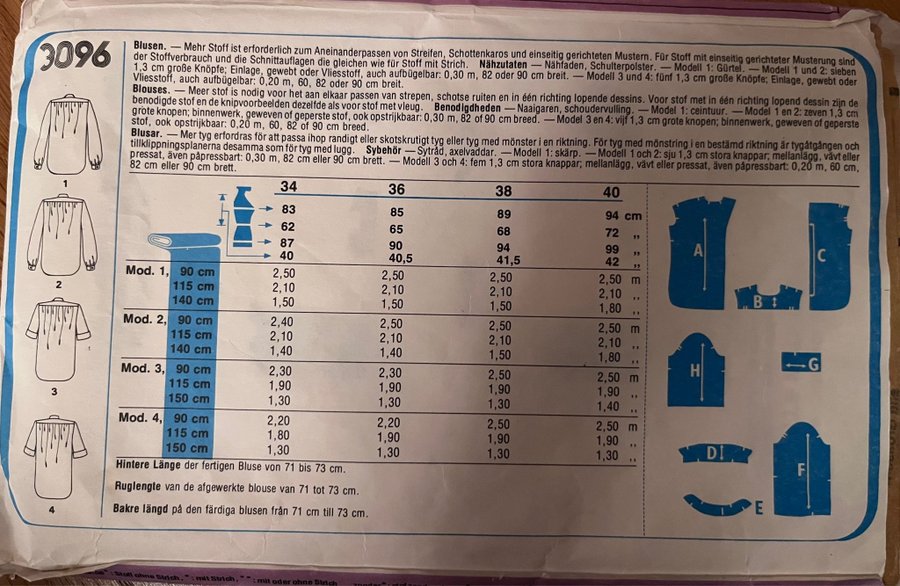 3096
Blusen. — Mehr Stoff ist erforderlich zum Aneinanderpassen von Streifen, Schottenkaros und einseitig gerichteten Mustern. Für Stoff mit einseitig gerichteter Musterung sind
der Stoffverbrauch und die Schnittauflagen die gleichen wie für Stoff mit Strich. Nähzutaten — Nähfaden, Schulterpolster. — Modell 1: Gürtel. — Modell 1 und 2: sieben
1,3 cm große Knöpfe; Einlage, gewebt oder Vliesstoff, auch aufbügelbar: 0,30 m, 82 oder 90 cm breit. — Modell 3 und 4: fünf 1,3 cm große Knöpfe; Einlage, gewebt oder
Vliesstoff, auch aufbügelbar: 0,20 m, 60, 82 oder 90 cm breit.
Blouses. — Meer stof is nodig voor het aan elkaar passen van strepen, schotse ruiten en in één richting lopende dessins. Voor stof met in één richting lopend dessin zijn de
benodigde stof en de knipvoorbeelden dezelfde als voor stof met vleug. Benodigdheden — Naaigaren, schoudervulling. — Model 1: ceintuur. — Model 1 en 2: zeven 1,3 cm
grote knopen; binnenwerk, geweven of geperste stof, ook opstrijkbaar: 0,30 m, 82 of 90 cm breed. — Model 3 en 4: vijf 1,3 cm grote knopen; binnenwerk, geweven of geperste
stof, ook opstrijkbaar: 0,20 m, 60, 82 of 90 cm breed.
Blusar. — Mer tyg erfordras för att passa ihop randigt eller skotskrutigt tyg eller tyg med mönster i en riktning. För tyg med mönstring i en bestämd riktning är tygåtgången och
tillklippningsplanerna desamma som för tyg med lugg. Sybehör — Sytråd, axelvaddar. — Modell 1: skärp. — Modell 1 och 2: sju 1,3 cm stora knappar; mellanlägg, vävt eller
pressat, även påpressbart: 0,30 m, 82 cm eller 90 cm brett. — Modell 3 och 4: fem 1,3 cm stora knappar; mellanlägg, vävt eller pressat, även påpressbart: 0,20 m, 60 cm,
82 cm eller 90 cm brett.
1
2
3
4
34 36 38 40
83 85 89 94 cm
62 65 68 72 ,,
87 90 94 99 ,,
40 40,5 41,5 42 ,,
Mod. 1, 90 cm 2,50 2,50 2,50 2,50 m
115 cm 2,10 2,10 2,10 2,10 ,,
140 cm 1,50 1,50 1,50 1,80 ,,
Mod. 2, 90 cm 2,40 2,50 2,50 2,50 m
115 cm 2,10 2,10 2,10 2,10 ,,
140 cm 1,40 1,40 1,50 1,80 ,,
Mod. 3, 90 cm 2,30 2,30 2,50 2,50 m
115 cm 1,90 1,90 1,90 1,90 ,,
150 cm 1,30 1,30 1,30 1,40 ,,
Mod. 4, 90 cm 2,20 2,20 2,50 2,50 m
115 cm 1,80 1,90 1,90 1,90 ,,
150 cm 1,30 1,30 1,30 1,30 ,,
Hintere Länge der fertigen Bluse von 71 bis 73 cm.
Ruglengte van de afgewerkte blouse van 71 tot 73 cm.
Bakre längd på den färdiga blusen från 71 cm till 73 cm.
A
B
C
H
G
D
E
F
Stoff ohne Strich, * : mit Strich, * * : mit oder ohne Strich